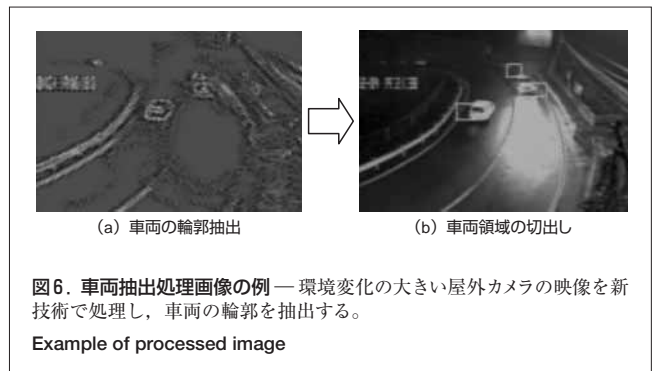 (a) 車両の輪郭抽出
(b) 車両領域の切出し
図6. 車両抽出処理画像の例 — 環境変化の大きい屋外カメラの映像を新
技術で処理し，車両の輪郭を抽出する。
Example of processed image